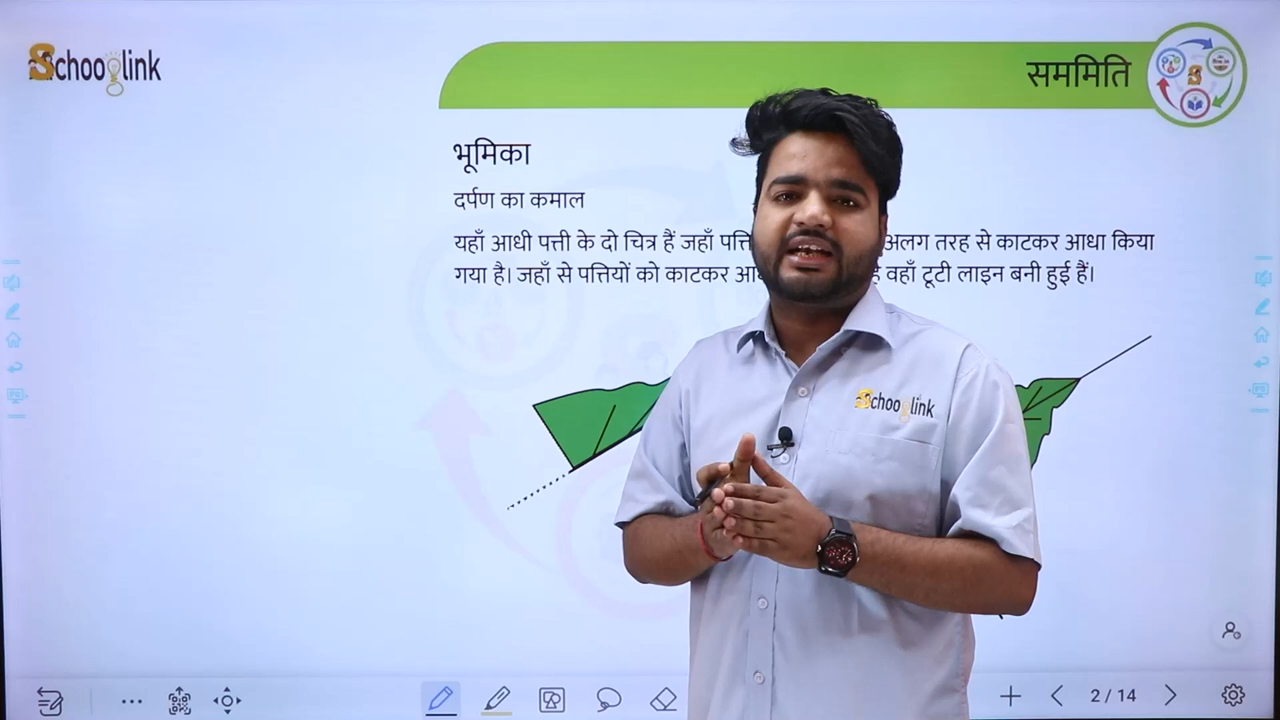 Schooglink
सममिति
भूमिका
दर्पण का कमाल
यहाँ आधी पत्ती के दो चित्र हैं जहाँ अलग तरह से काटकर आधा किया
गया है। जहाँ से पत्तियों को काटकर वहाँ टूटी लाइन बनी हुई हैं।
Schooglink
2 / 14